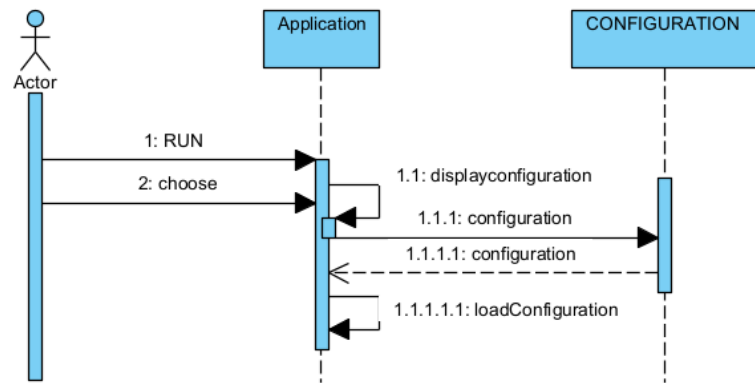 Application
CONFIGURATION
Actor
1: RUN
1.1: displayconfiguration
2: choose
1.1.1: configuration
1.1.1.1: configuration
1.1.1.1.1: loadConfiguration